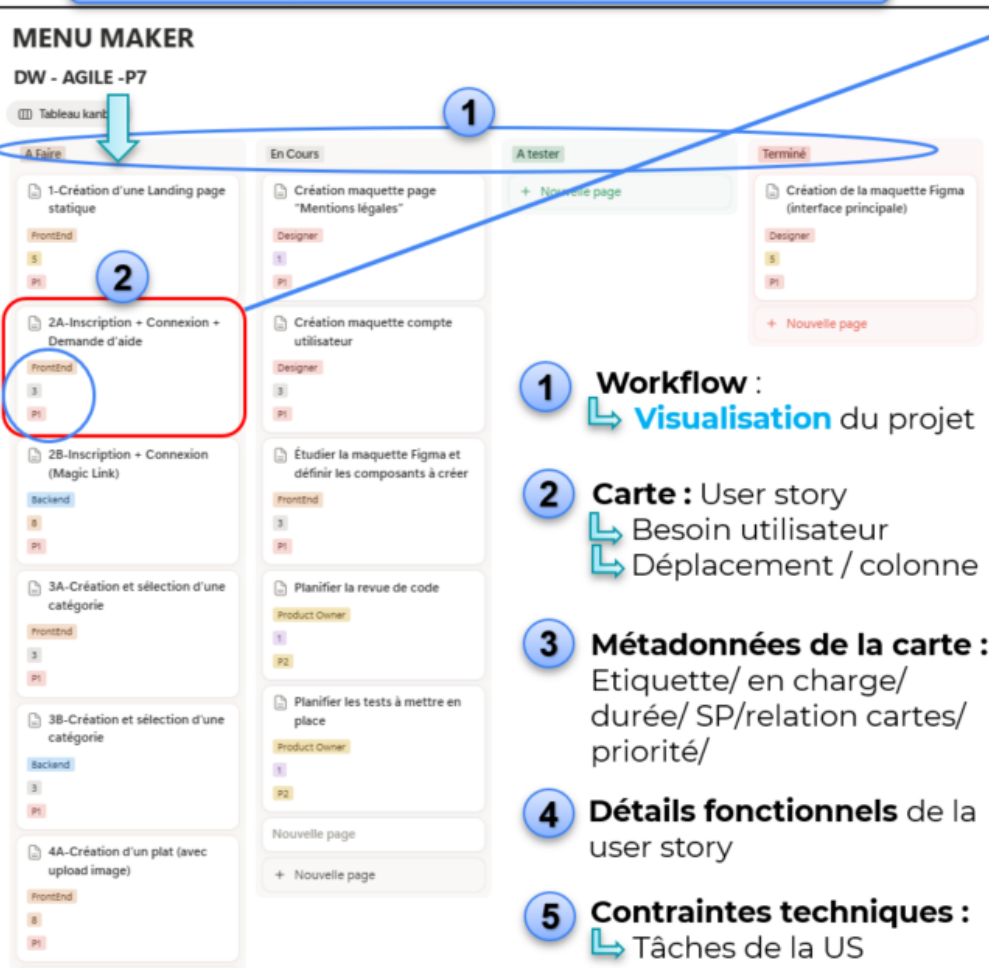 MENU MAKER
DW - AGILE -P7
Tableau kanb
1
A Faire
1-Création d'une Landing page
statique
FrontEnd
5
P1
2
2A-Inscription + Connexion +
Demande d'aide
FrontEnd
3
P1
2B-Inscription + Connexion
(Magic Link)
Backend
8
P1
3A-Création et sélection d'une
catégorie
FrontEnd
3
P1
3B-Création et sélection d'une
catégorie
Backend
3
P1
4A-Création d'un plat (avec
upload image)
FrontEnd
8
P1
En Cours
Création maquette page
"Mentions légales"
Designer
1
P1
Création maquette compte
utilisateur
Designer
3
P1
Étudier la maquette Figma et
définir les composants à créer
FrontEnd
3
P1
Planifier la revue de code
Product Owner
1
P2
Planifier les tests à mettre en
place
Product Owner
1
P2
Nouvelle page
+ Nouvelle page
A tester
+ Nouvelle page
Terminé
Création de la maquette Figma
(interface principale)
Designer
5
P1
+ Nouvelle page
1 Workflow :
Visualisation du projet
2 Carte : User story
Besoin utilisateur
Déplacement / colonne
3 Métadonnées de la carte :
Etiquette/ en charge/
durée/ SP/relation cartes/
priorité/
4 Détails fonctionnels de la
user story
5 Contraintes techniques :
Tâches de la US